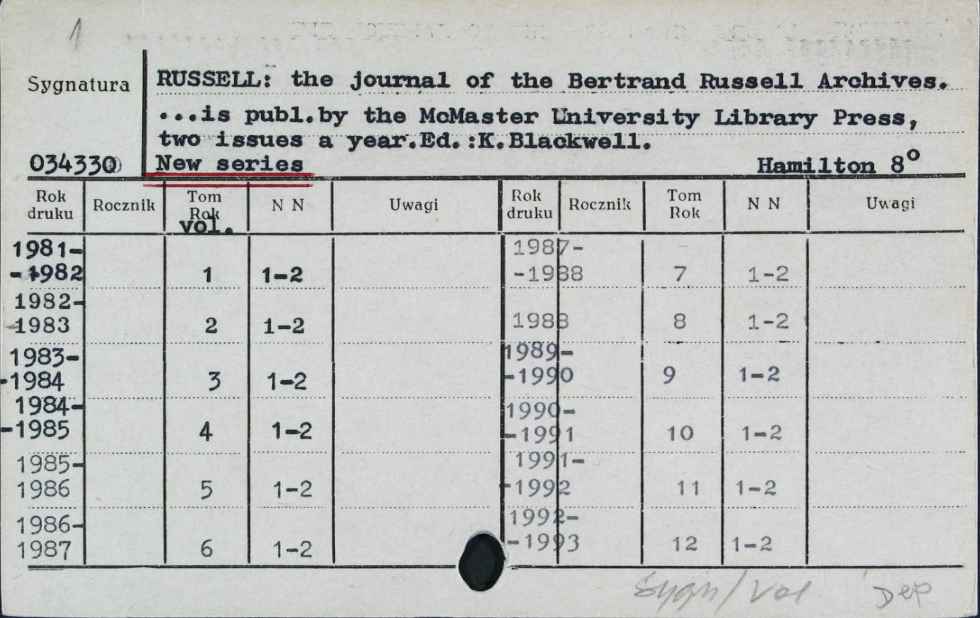 1
Sygnatura
RUSSELL: the journal of the Bertrand Russell Archives.
...is publ.by the McMaster University Library Press,
two issues a year.Ed.:K.Blackwell.
034330 New series Hamilton 8°
Rok druku Rocznik Tom Rok vol. N N Uwagi Rok druku Rocznik Tom Rok N N Uwagi
1981-
-1982 1 1-2
1982-
-1983 2 1-2
1983-
-1984 3 1-2
1984-
-1985 4 1-2
1985-
1986 5 1-2
1986-
1987 6 1-2
1987-
-1988 7 1-2
1988 8 1-2
1989-
-1990 9 1-2
1990-
-1991 10 1-2
1991-
-1992 11 1-2
1992-
-1993 12 1-2
Sygn/vol Dep